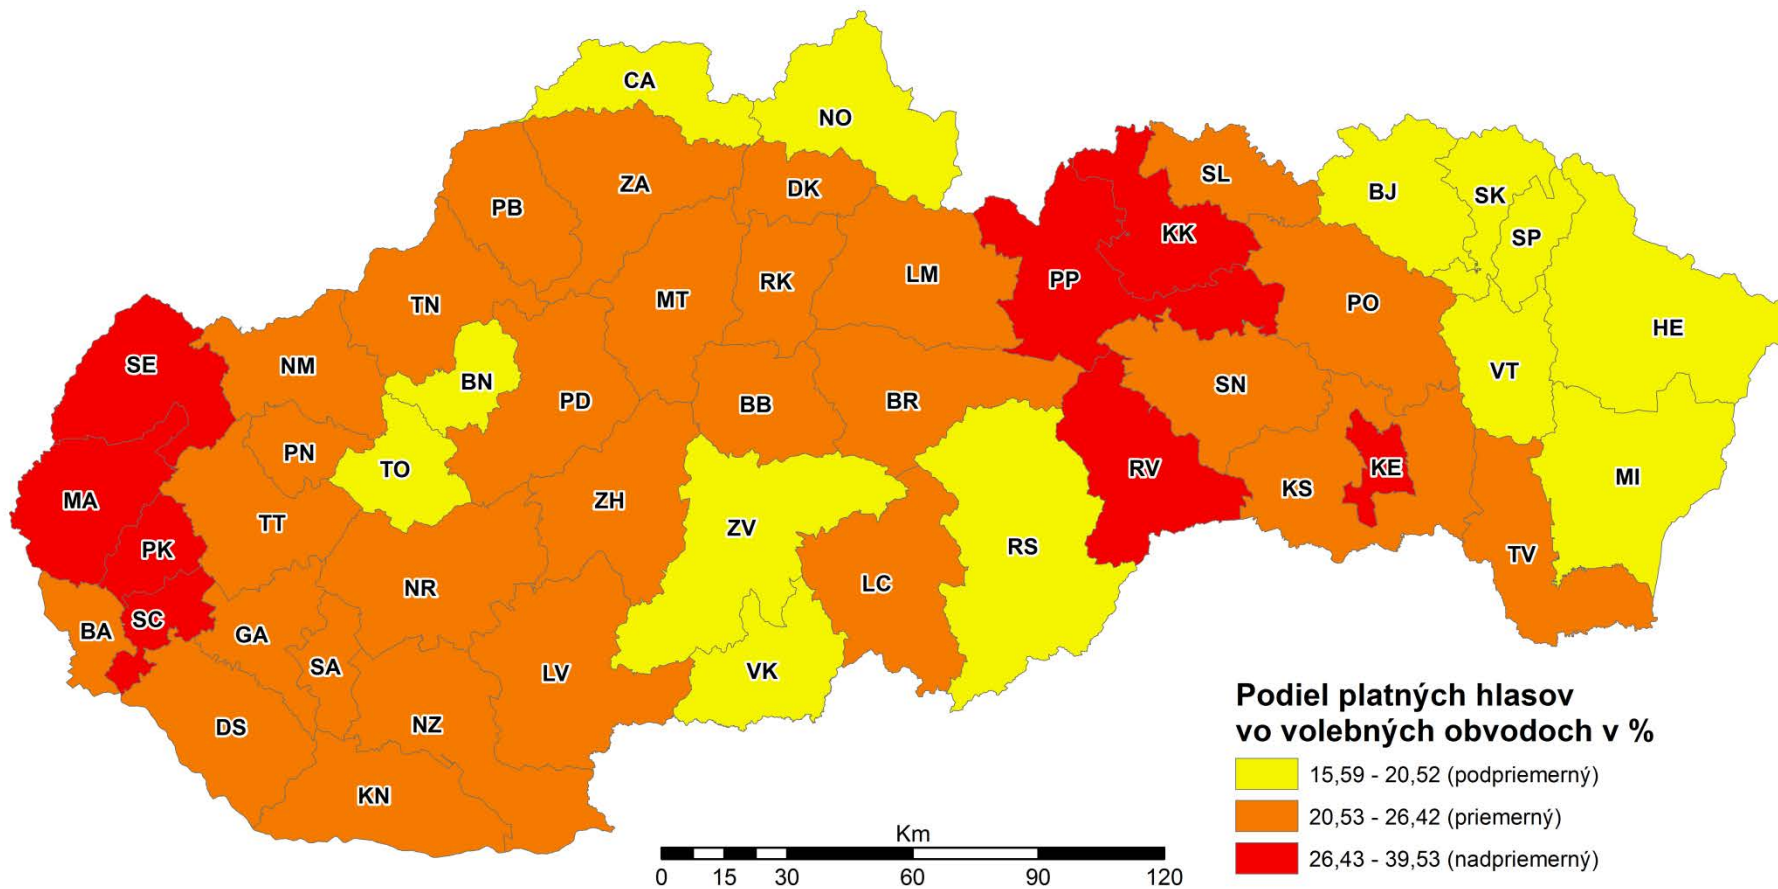 CA
NO
ZA
DK
SL
BJ
SK
PB
SP
KK
LM
PP
RK
MT
TN
PO
HE
SE
NM
VT
BN
SN
PD
BB
BR
PN
TO
RV
KE
MI
MA
ZH
KS
TT
ZV
PK
RS
TV
NR
LC
SC
BA
GA
SA
VK
LV
DS
NZ
KN
Podiel platných hlasov
vo volebných obvodoch v %
15,59 - 20,52 (podpriemerný)
20,53 - 26,42 (priemerný)
26,43 - 39,53 (nadpriemerný)
Km
0 15 30 60 90 120